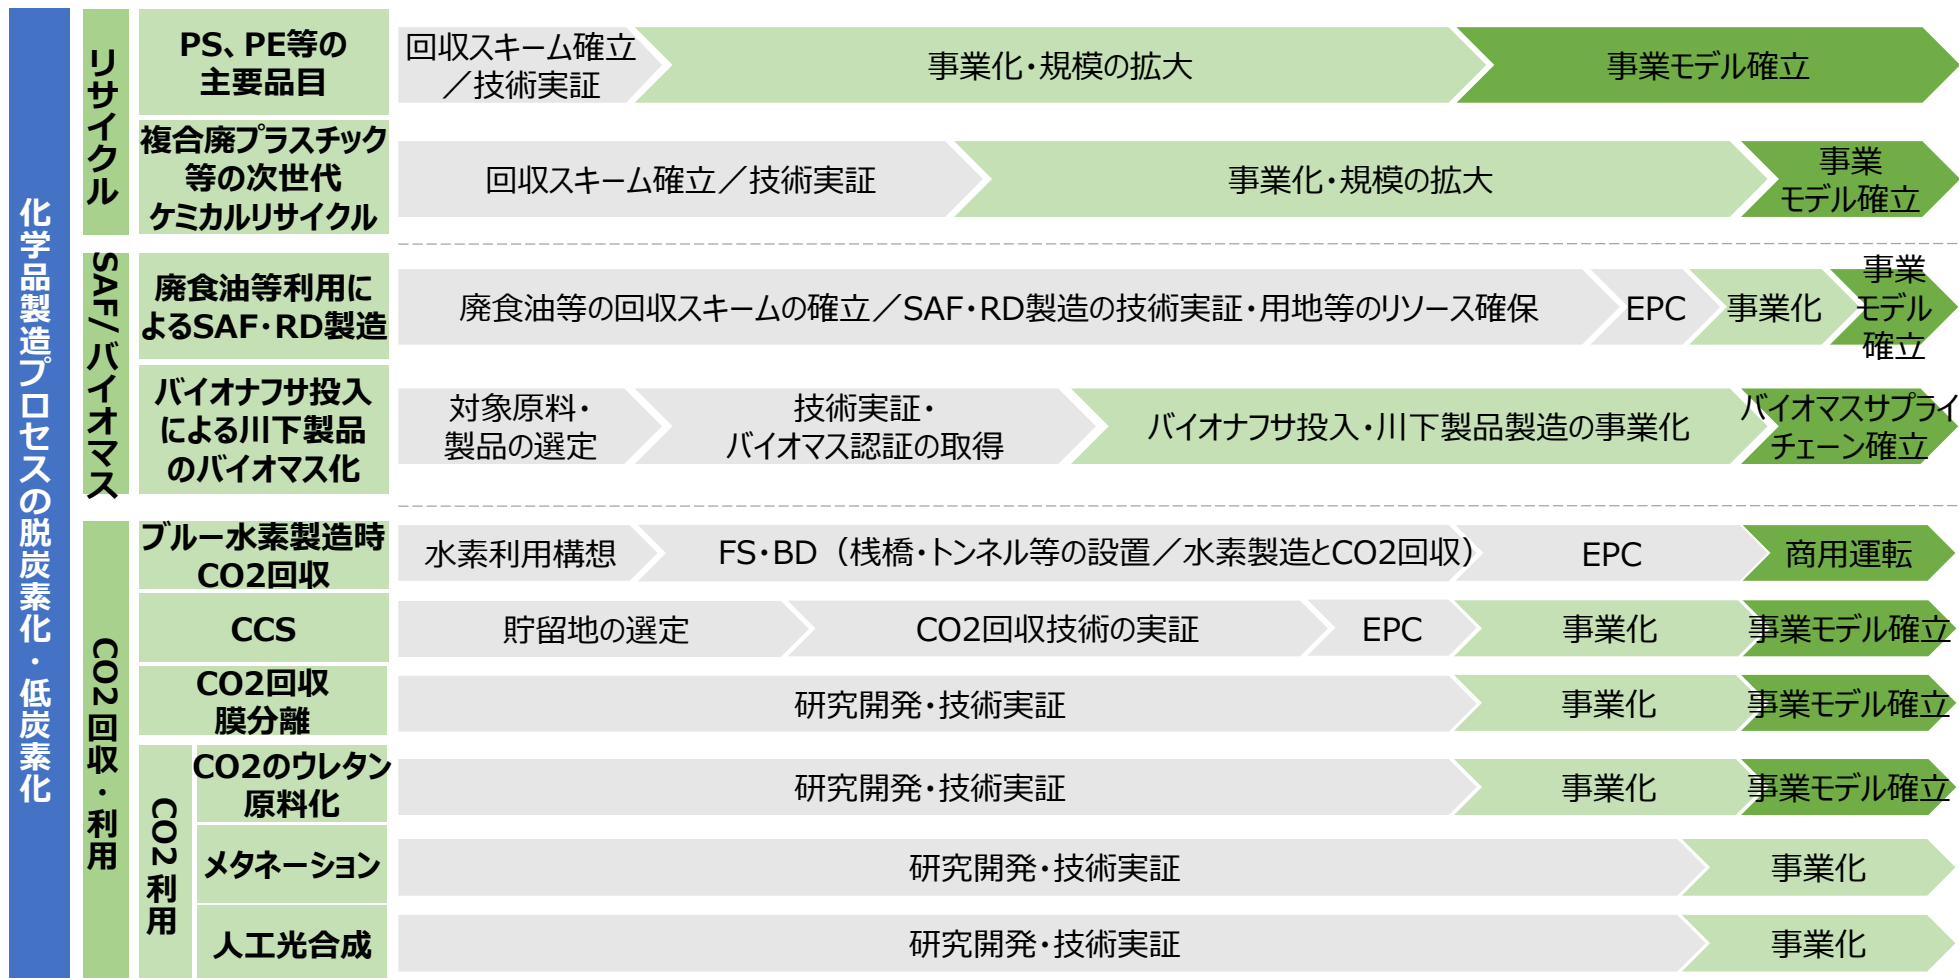 化学品製造プロセスの脱炭素化・低炭素化
リサイクル
PS、PE等の
主要品目
回収スキーム確立
／技術実証
事業化・規模の拡大
事業モデル確立
複合廃プラスチック
等の次世代
ケミカルリサイクル
回収スキーム確立／技術実証
事業化・規模の拡大
事業
モデル確立
SAF/バイオマス
廃食油等利用に
よるSAF・RD製造
廃食油等の回収スキームの確立／SAF・RD製造の技術実証・用地等のリソース確保
EPC
事業化
事業
モデル
確立
バイオナフサ投入
による川下製品
のバイオマス化
対象原料・
製品の選定
技術実証・
バイオマス認証の取得
バイオナフサ投入・川下製品製造の事業化
バイオマスサプライ
チェーン確立
CO2回収・利用
ブルー水素製造時
CO2回収
水素利用構想
FS・BD（桟橋・トンネル等の設置／水素製造とCO2回収）
EPC
商用運転
CCS
貯留地の選定
CO2回収技術の実証
EPC
事業化
事業モデル確立
CO2回収
膜分離
研究開発・技術実証
事業化
事業モデル確立
CO2利用
CO2のウレタン
原料化
研究開発・技術実証
事業化
事業モデル確立
メタネーション
研究開発・技術実証
事業化
人工光合成
研究開発・技術実証
事業化